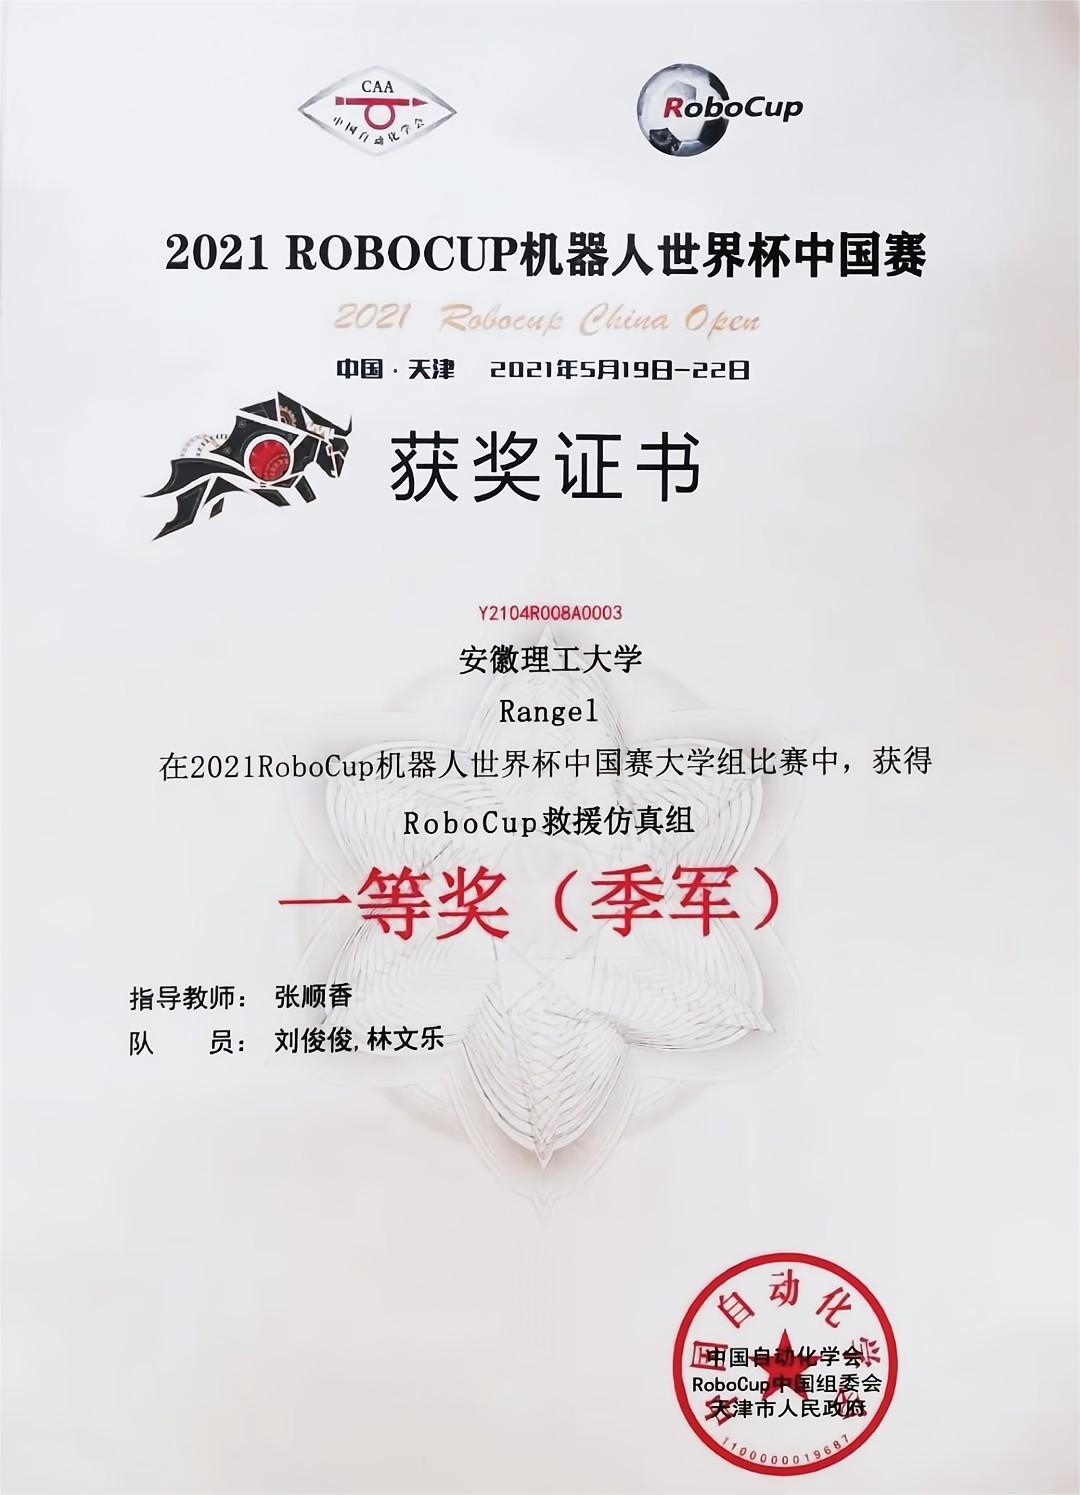 CAA
中国自动化学会
RoboCup
2021 ROBOCUP机器人世界杯中国赛
2021 Robocup China Open
中国·天津 2021年5月19日-22日
获奖证书
Y2104R008A0003
安徽理工大学
Rangel
在2021RoboCup机器人世界杯中国赛大学组比赛中，获得
RoboCup救援仿真组
一等奖（季军）
指导教师： 张顺香
队 员： 刘俊俊,林文乐
中国自动化学会
中国自动化学会
RoboCup中国组委会
天津市人民政府
1100000019687